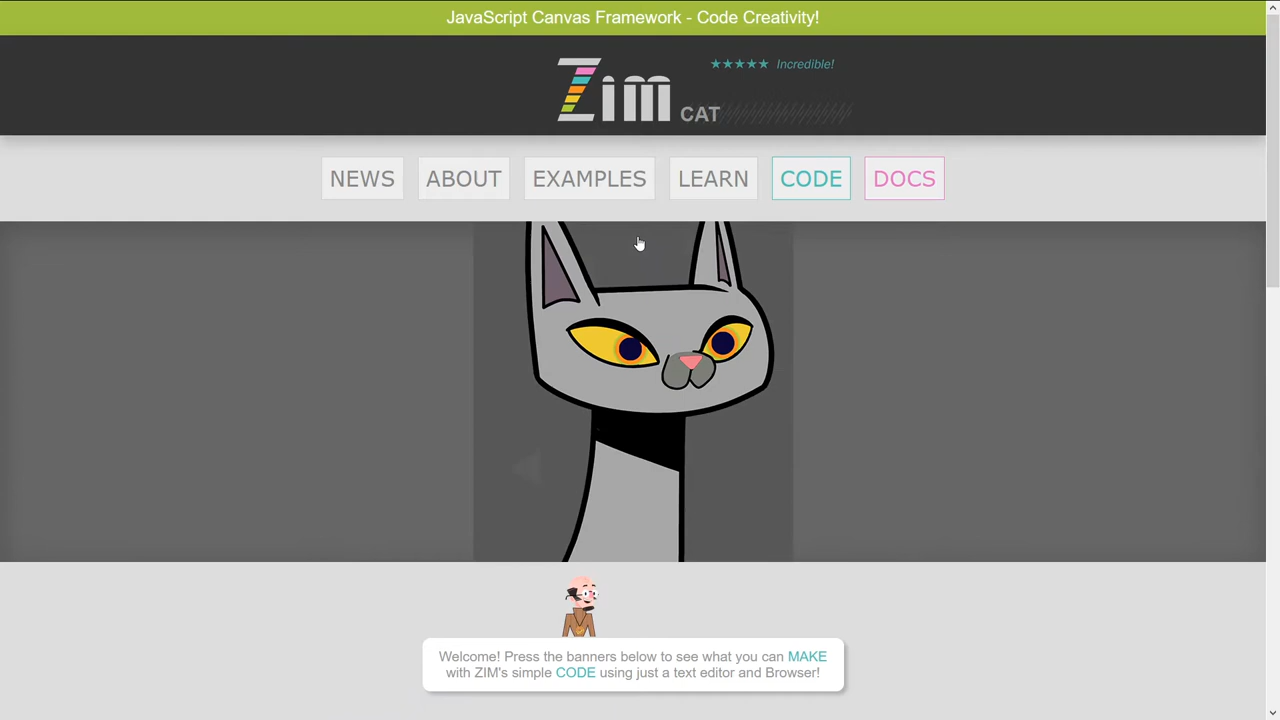 JavaScript Canvas Framework - Code Creativity!
★★★★★ Incredible!
Zim CAT
NEWS ABOUT EXAMPLES LEARN CODE DOCS
Welcome! Press the banners below to see what you can MAKE
with ZIM's simple CODE using just a text editor and Browser!